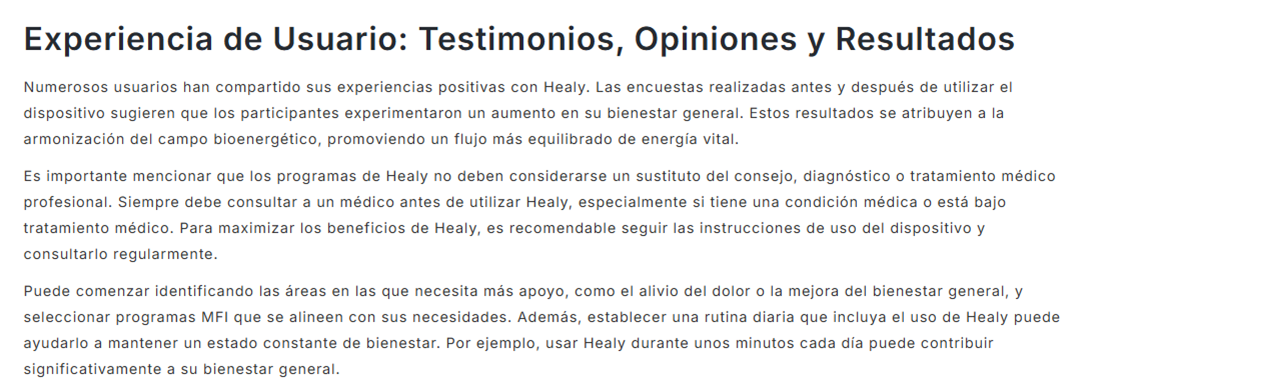 Experiencia de Usuario: Testimonios, Opiniones y Resultados
Numerosos usuarios han compartido sus experiencias positivas con Healy. Las encuestas realizadas antes y después de utilizar el
dispositivo sugieren que los participantes experimentaron un aumento en su bienestar general. Estos resultados se atribuyen a la
armonización del campo bioenergético, promoviendo un flujo más equilibrado de energía vital.
Es importante mencionar que los programas de Healy no deben considerarse un sustituto del consejo, diagnóstico o tratamiento médico
profesional. Siempre debe consultar a un médico antes de utilizar Healy, especialmente si tiene una condición médica o está bajo
tratamiento médico. Para maximizar los beneficios de Healy, es recomendable seguir las instrucciones de uso del dispositivo y
consultarlo regularmente.
Puede comenzar identificando las áreas en las que necesita más apoyo, como el alivio del dolor o la mejora del bienestar general, y
seleccionar programas MFI que se alineen con sus necesidades. Además, establecer una rutina diaria que incluya el uso de Healy puede
ayudarlo a mantener un estado constante de bienestar. Por ejemplo, usar Healy durante unos minutos cada día puede contribuir
significativamente a su bienestar general.